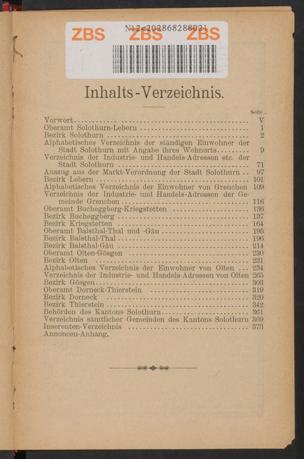 ZBS ZBS ZBS
Inhalts-Verzeichnis.
Seite
Vorwort V
Oberamt Solothurn-Lebern 1
Bezirk Solothurn 2
Alphabetisches Verzeichnis der ständigen Einwohner der
Stadt Solothurn mit Angabe ihres Wohnorts 9
Verzeichnis der Industrie- und Handels-Adressen etc. der
Stadt Solothurn 71
Auszug aus der Markt-Verordnung der Stadt Solothurn 97
Bezirk Lebern 101
Alphabetisches Verzeichnis der Einwohner von Grenchen 109
Verzeichnis der Industrie- und Handels-Adressen der Ge-
meinde Grenchen 116
Oberamt Bucheggberg-Kriegstetten 136
Bezirk Bucheggberg 137
Bezirk Kriegstetten 164
Oberamt Balsthal-Thal und -Gäu 195
Bezirk Balsthal-Thal 196
Bezirk Balsthal-Gäu 214
Oberamt Olten-Gösgen 230
Bezirk Olten 231
Alphabetisches Verzeichnis der Einwohner von Olten 234
Verzeichnis der Industrie- und Handels-Adressen von Olten 265
Bezirk Gösgen 303
Oberamt Dorneck-Thierstein 319
Bezirk Dorneck 320
Bezirk Thierstein 342
Behörden des Kantons Solothurn 361
Verzeichnis sämtlicher Gemeinden des Kantons Solothurn 369
Inserenten-Verzeichnis 373
Annoncen-Anhang.